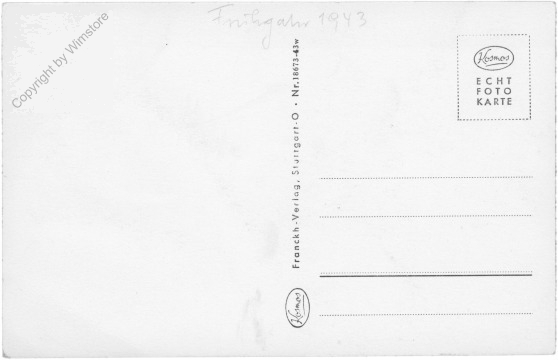 Frühjahr 1943
Copyright by Wimstore
Franckh-Verlag, Stuttgart-O · Nr. 18673-43w
Kosmos
Kosmos
ECHT
FOTO
KARTE